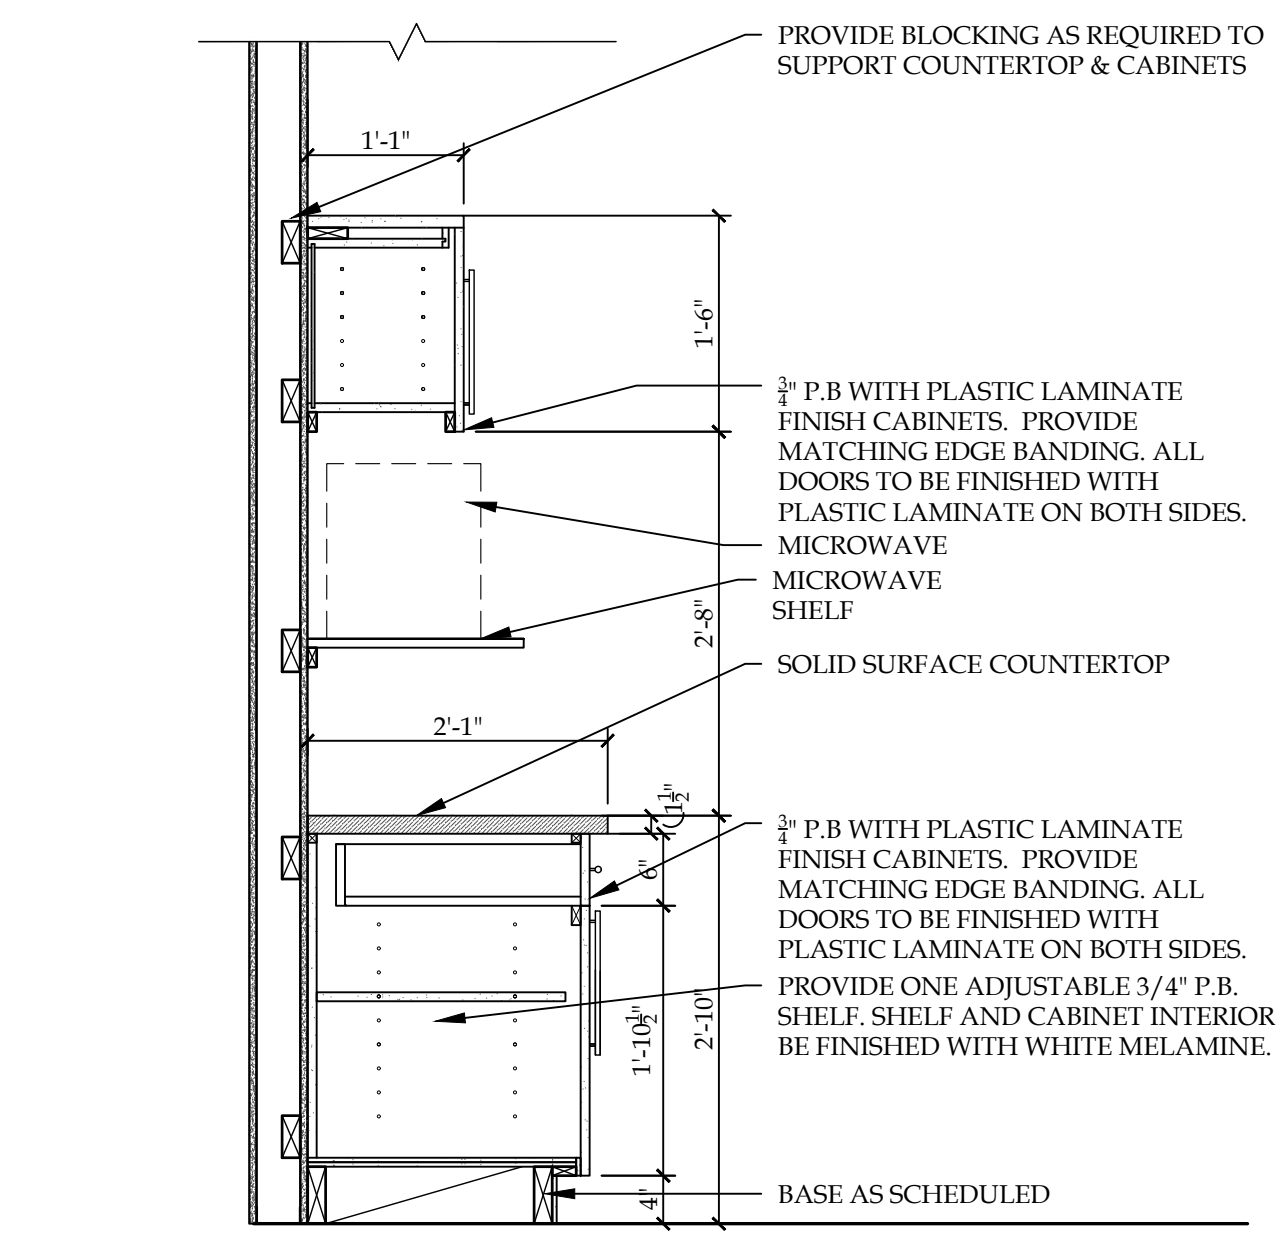 PROVIDE BLOCKING AS REQUIRED TO
SUPPORT COUNTERTOP & CABINETS
1'-1"
1'-6"
3/4" P.B WITH PLASTIC LAMINATE
FINISH CABINETS. PROVIDE
MATCHING EDGE BANDING. ALL
DOORS TO BE FINISHED WITH
PLASTIC LAMINATE ON BOTH SIDES.
MICROWAVE
MICROWAVE
SHELF
2'-8"
SOLID SURFACE COUNTERTOP
2'-1"
1 1/2"
3/4" P.B WITH PLASTIC LAMINATE
FINISH CABINETS. PROVIDE
MATCHING EDGE BANDING. ALL
DOORS TO BE FINISHED WITH
PLASTIC LAMINATE ON BOTH SIDES.
6"
PROVIDE ONE ADJUSTABLE 3/4" P.B.
SHELF. SHELF AND CABINET INTERIOR
BE FINISHED WITH WHITE MELAMINE.
1'-10 1/2"
2'-10"
4"
BASE AS SCHEDULED